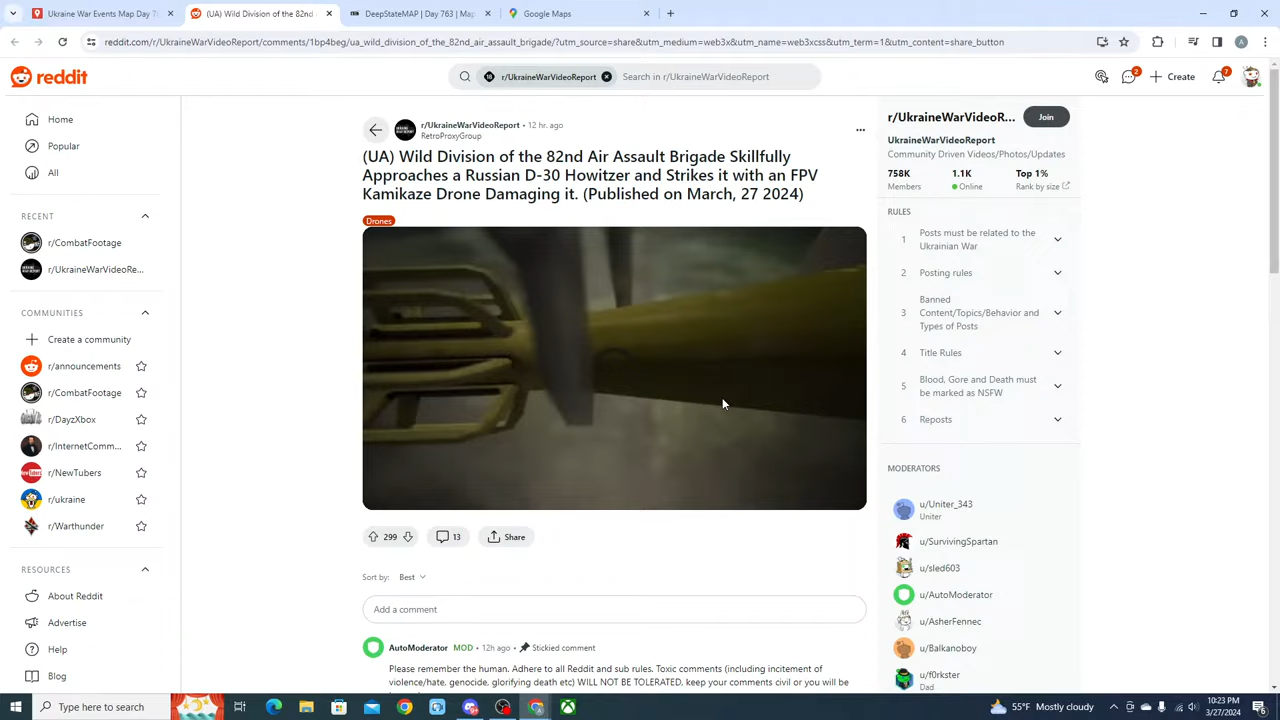 Ukraine War Events Map Day 7
(UA) Wild Division of the 82nd
DeepStateMAP | Day 763 | Map
Google Maps
reddit.com/r/UkraineWarVideoReport/comments/1bp4beg/ua_wild_division_of_the_82nd_air_assault_brigade/?utm_source=share&utm_medium=web3x&utm_name=web3xcss&utm_term=1&utm_content=share_button
A
reddit
r/UkraineWarVideoReport
Search in r/UkraineWarVideoReport
2
Create
7
Home
Popular
All
RECENT
r/CombatFootage
r/UkraineWarVideoRe...
COMMUNITIES
Create a community
r/announcements
r/CombatFootage
r/DayzXbox
r/InternetComm...
r/NewTubers
r/ukraine
r/Warthunder
RESOURCES
About Reddit
Advertise
Help
Blog
r/UkraineWarVideoReport • 12 hr. ago
RetroProxyGroup
(UA) Wild Division of the 82nd Air Assault Brigade Skillfully
Approaches a Russian D-30 Howitzer and Strikes it with an FPV
Kamikaze Drone Damaging it. (Published on March, 27 2024)
Drones
299
13
Share
Sort by: Best
Add a comment
AutoModerator MOD • 12h ago • Stickied comment
Please remember the human. Adhere to all Reddit and sub rules. Toxic comments (including incitement of
violence/hate, genocide, glorifying death etc) WILL NOT BE TOLERATED, keep your comments civil or you will be
r/UkraineWarVideoR...
Join
UkraineWarVideoReport
Community Driven Videos/Photos/Updates
758K
1.1K
Top 1%
Members
Online
Rank by size
RULES
1 Posts must be related to the
Ukrainian War
2 Posting rules
3 Banned
Content/Topics/Behavior and
Types of Posts
4 Title Rules
5 Blood, Gore and Death must
be marked as NSFW
6 Reposts
MODERATORS
u/Uniter_343
Uniter
u/SurvivingSpartan
u/sled603
u/AutoModerator
u/AsherFennec
u/Balkanoboy
u/f0rkster
Dad
Type here to search
55°F Mostly cloudy
10:23 PM
3/27/2024